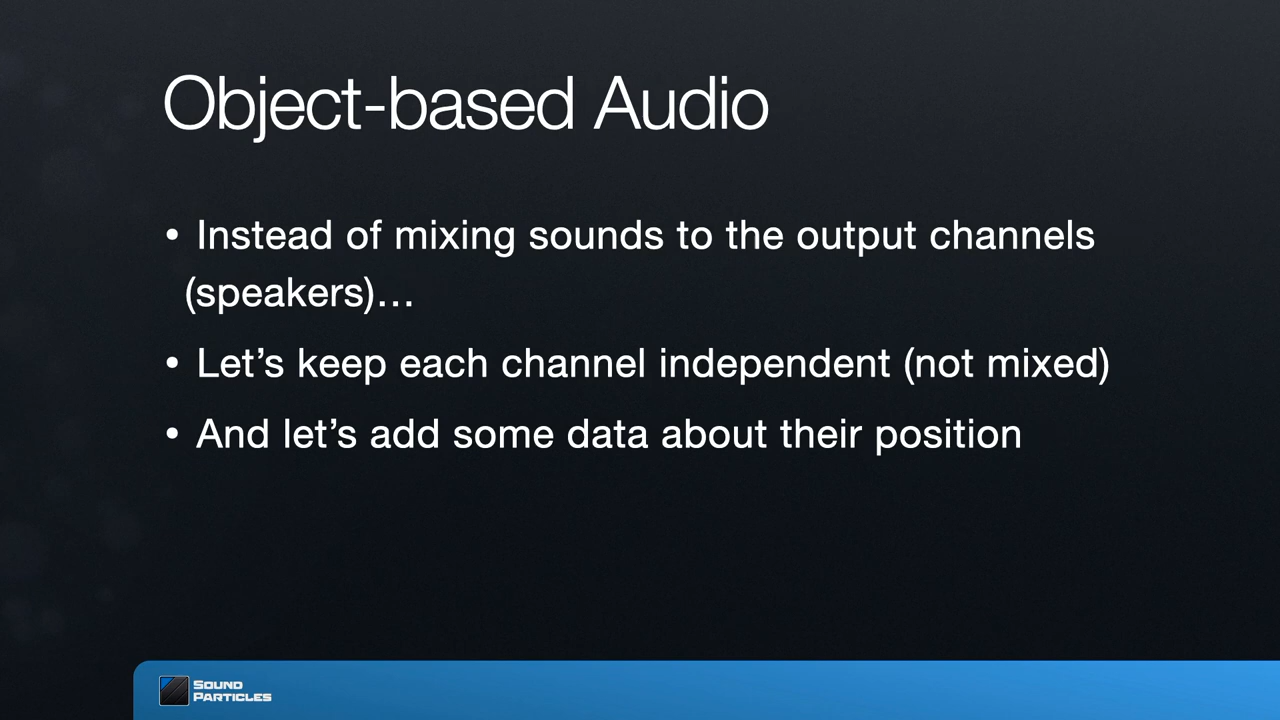 Object-based Audio
• Instead of mixing sounds to the output channels
(speakers)…
• Let’s keep each channel independent (not mixed)
• And let’s add some data about their position
SOUND
PARTICLES